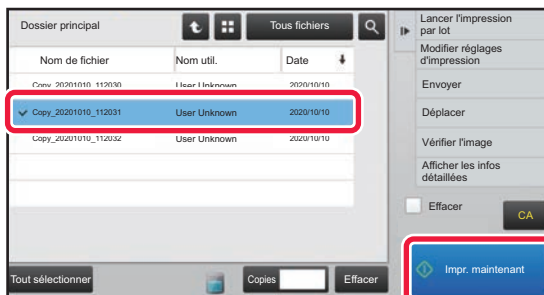 Dossier principal
Tous fichiers
Nom de fichier
Nom util.
Date
Copy_20201010_112030
User Unknown
2020/10/10
Copy_20201010_112031
User Unknown
2020/10/10
Copy_20201010_112032
User Unknown
2020/10/10
Tout sélectionner
Copies
Effacer
Lancer l'impression
par lot
Modifier réglages
d'impression
Envoyer
Déplacer
Vérifier l'image
Afficher les infos
détaillées
Effacer
CA
Impr. maintenant